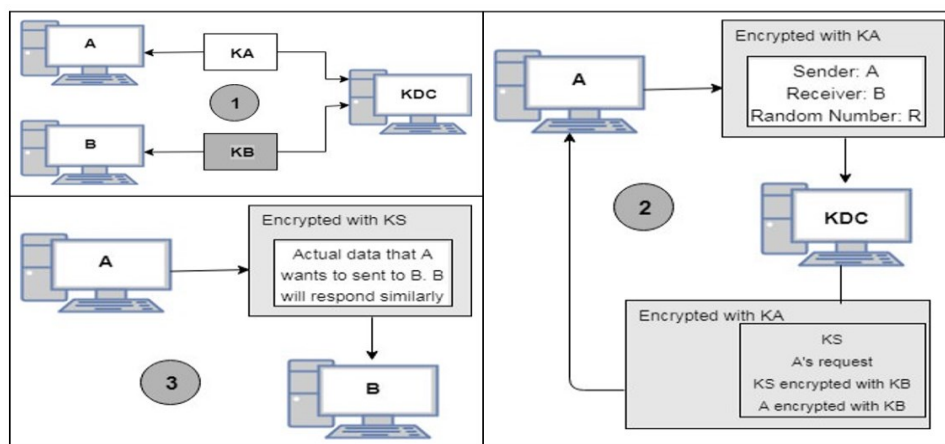 A
KA
1
KDC
B
KB
A
Encrypted with KA
Sender: A
Receiver: B
Random Number: R
2
KDC
Encrypted with KA
KS
A's request
KS encrypted with KB
A encrypted with KB
A
Encrypted with KS
Actual data that A
wants to sent to B. B
will respond similarly
3
B